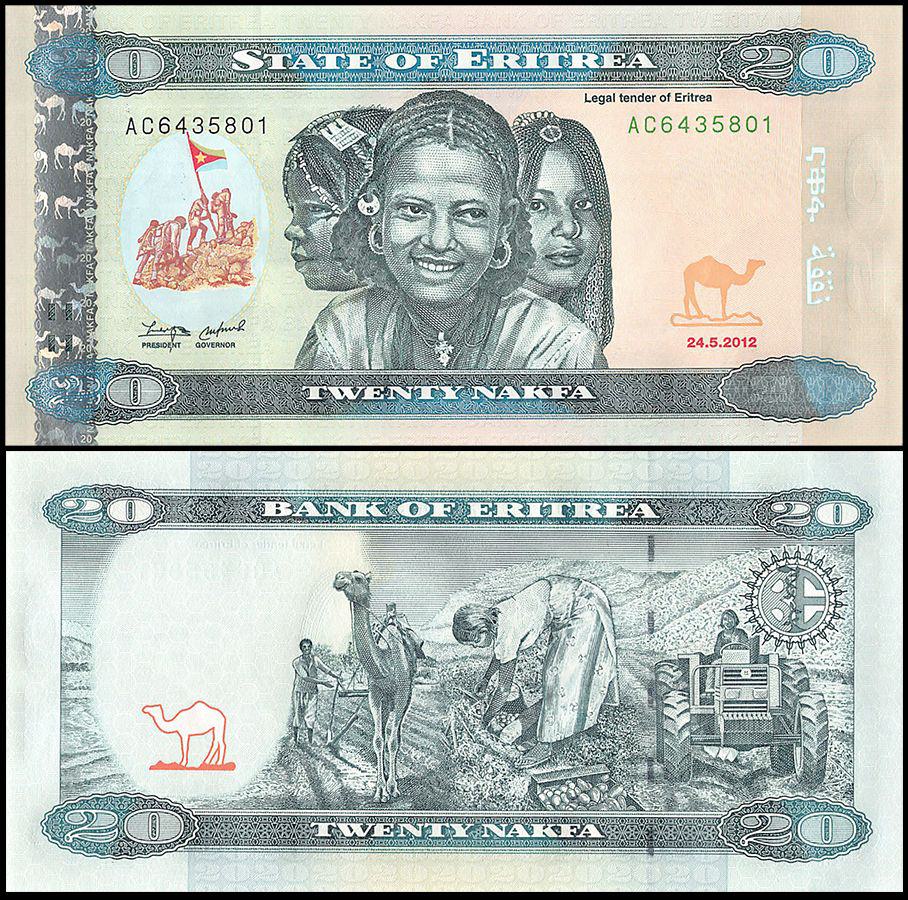 20 STATE OF ERITREA 20
Legal tender of Eritrea
AC6435801 AC6435801
ናቕፋ نقفة
PRESIDENT GOVERNOR
24.5.2012
20 TWENTY NAKFA
20 BANK OF ERITREA 20
20 TWENTY NAKFA 20